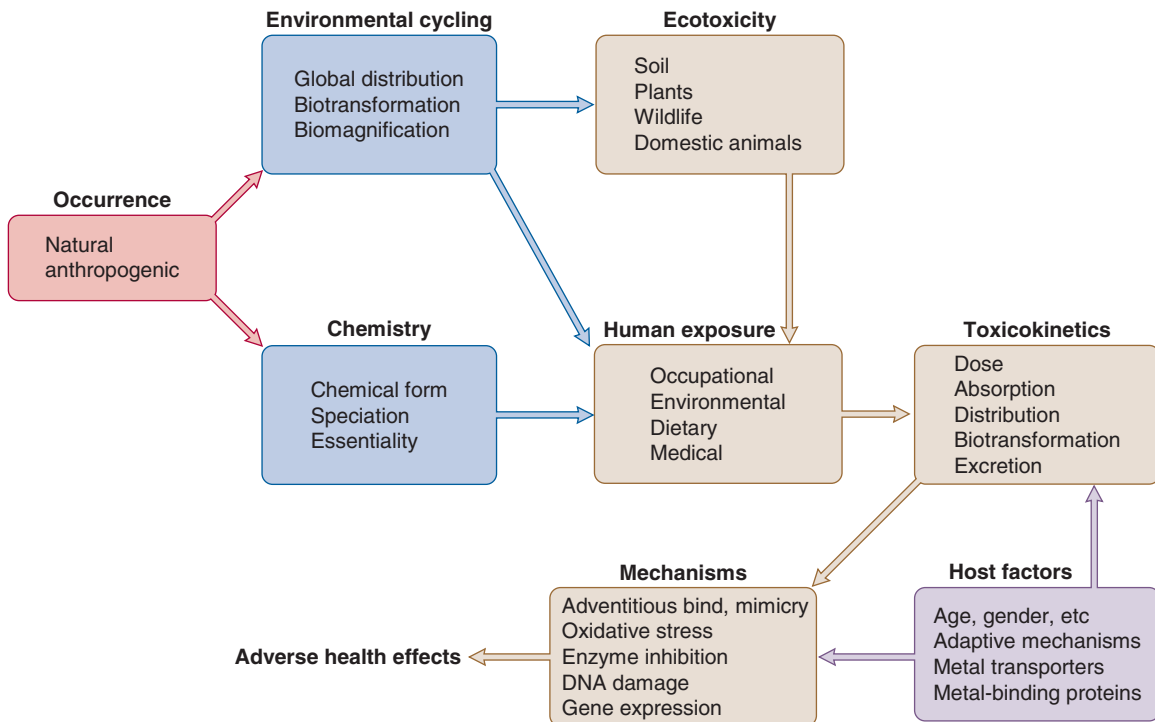 Environmental cycling
Global distribution
Biotransformation
Biomagnification
Ecotoxicity
Soil
Plants
Wildlife
Domestic animals
Occurrence
Natural
anthropogenic
Chemistry
Chemical form
Speciation
Essentiality
Human exposure
Occupational
Environmental
Dietary
Medical
Toxicokinetics
Dose
Absorption
Distribution
Biotransformation
Excretion
Mechanisms
Adventitious bind, mimicry
Oxidative stress
Enzyme inhibition
DNA damage
Gene expression
Host factors
Age, gender, etc
Adaptive mechanisms
Metal transporters
Metal-binding proteins
Adverse health effects